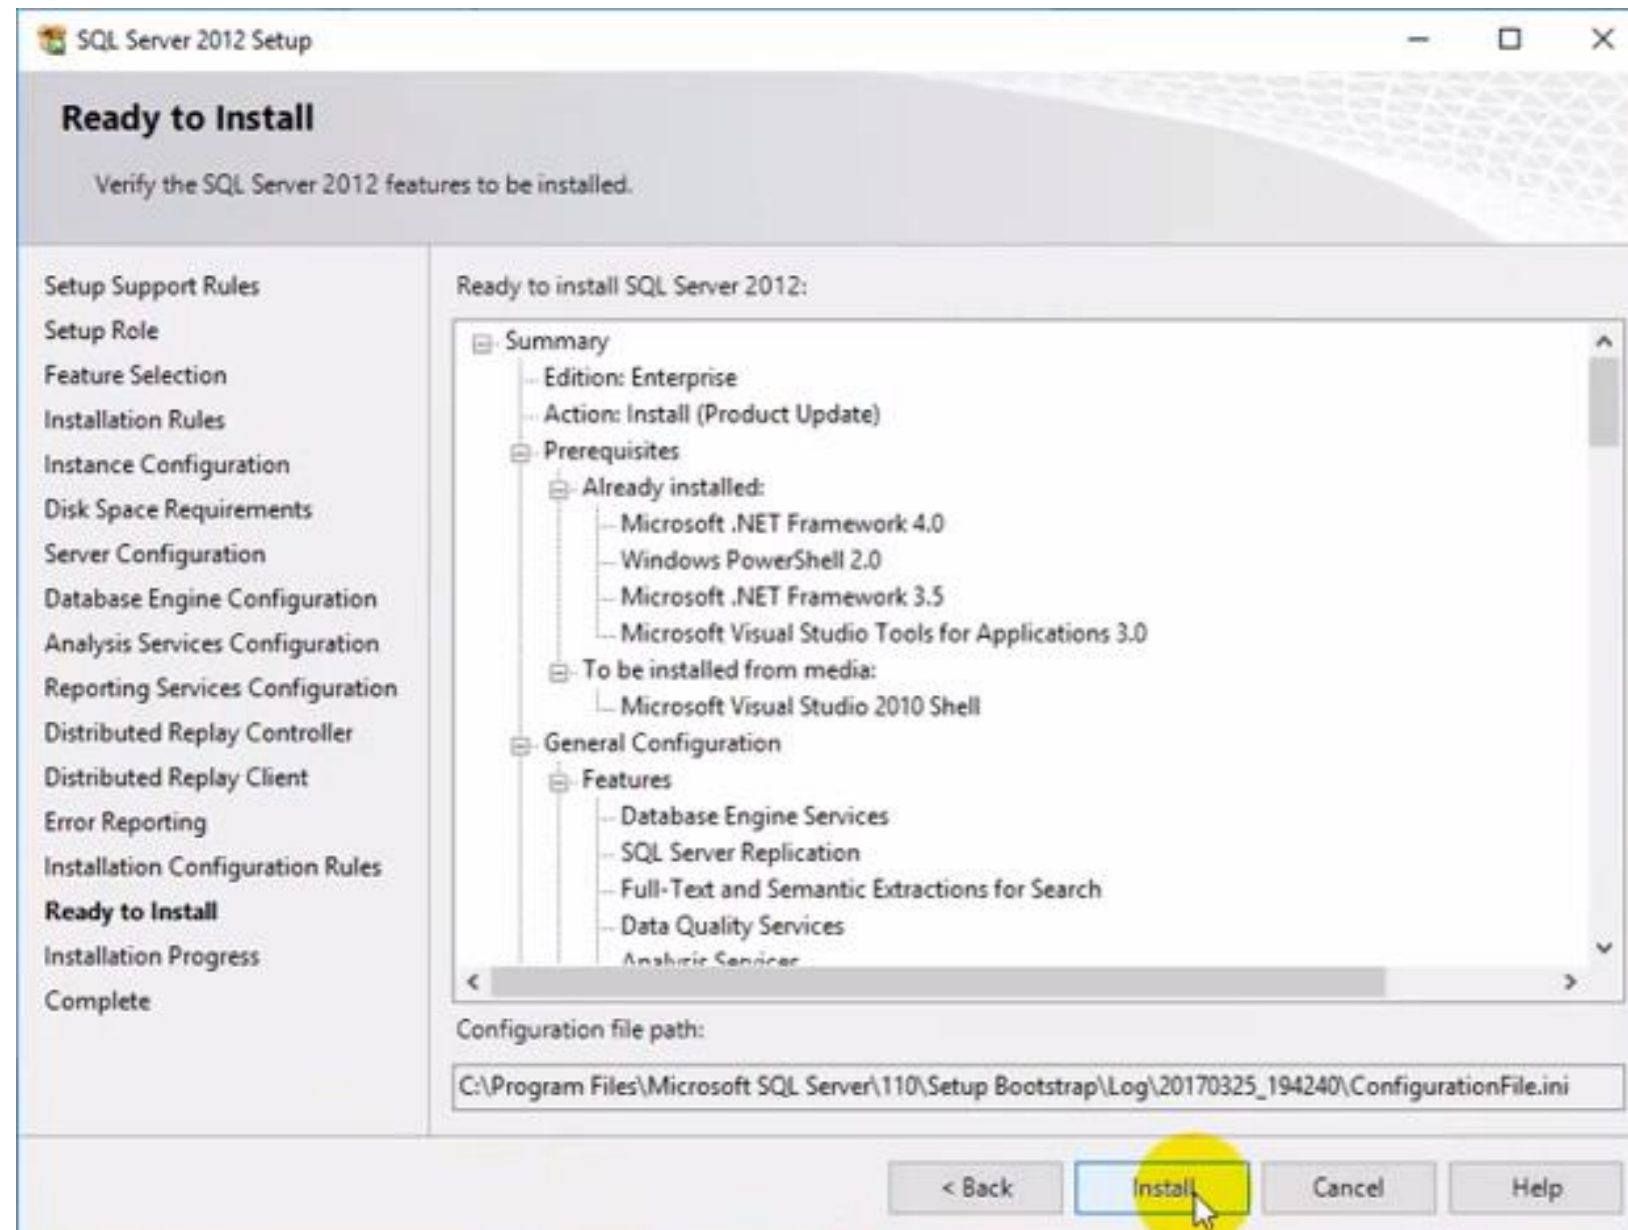 SQL Server 2012 Setup
Ready to Install
Verify the SQL Server 2012 features to be installed.
Setup Support Rules
Setup Role
Feature Selection
Installation Rules
Instance Configuration
Disk Space Requirements
Server Configuration
Database Engine Configuration
Analysis Services Configuration
Reporting Services Configuration
Distributed Replay Controller
Distributed Replay Client
Error Reporting
Installation Configuration Rules
Ready to Install
Installation Progress
Complete
Ready to install SQL Server 2012:
Summary
Edition: Enterprise
Action: Install (Product Update)
Prerequisites
Already installed:
Microsoft .NET Framework 4.0
Windows PowerShell 2.0
Microsoft .NET Framework 3.5
Microsoft Visual Studio Tools for Applications 3.0
To be installed from media:
Microsoft Visual Studio 2010 Shell
General Configuration
Features
Database Engine Services
SQL Server Replication
Full-Text and Semantic Extractions for Search
Data Quality Services
Analysis Services
Configuration file path:
C:\Program Files\Microsoft SQL Server\110\Setup Bootstrap\Log\20170325_194240\ConfigurationFile.ini
< Back
Install
Cancel
Help